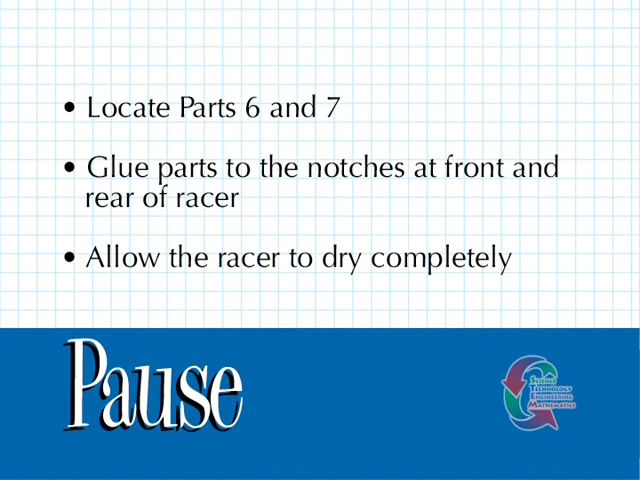 • Locate Parts 6 and 7
• Glue parts to the notches at front and
rear of racer
• Allow the racer to dry completely
Pause
Science
Technology
Engineering
Mathematics